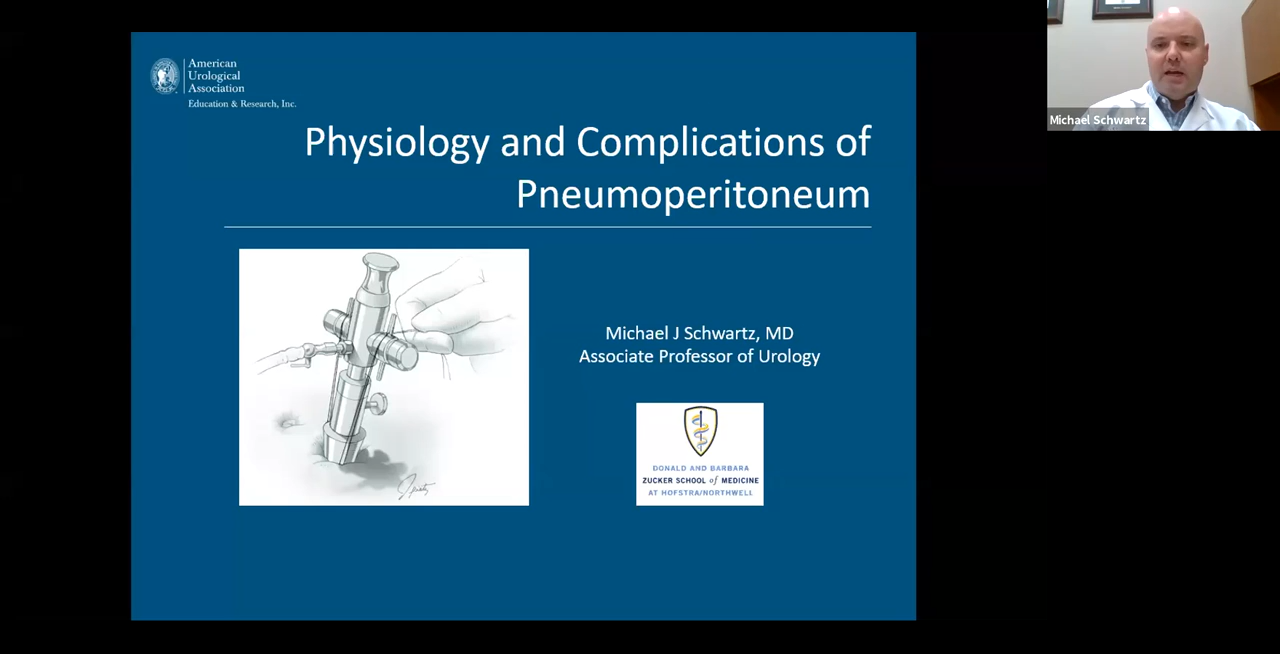 American
Urological
Association
Education & Research, Inc.
Physiology and Complications of
Pneumoperitoneum
Michael J Schwartz, MD
Associate Professor of Urology
DONALD AND BARBARA
ZUCKER SCHOOL of MEDICINE
AT HOFSTRA/NORTHWELL
Michael Schwartz